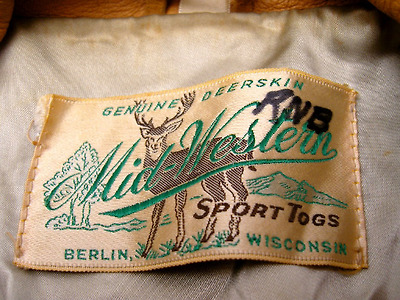 GENUINE DEERSKIN
RNB
Mid-Western
SPORT TOGS
BERLIN, WISCONSIN